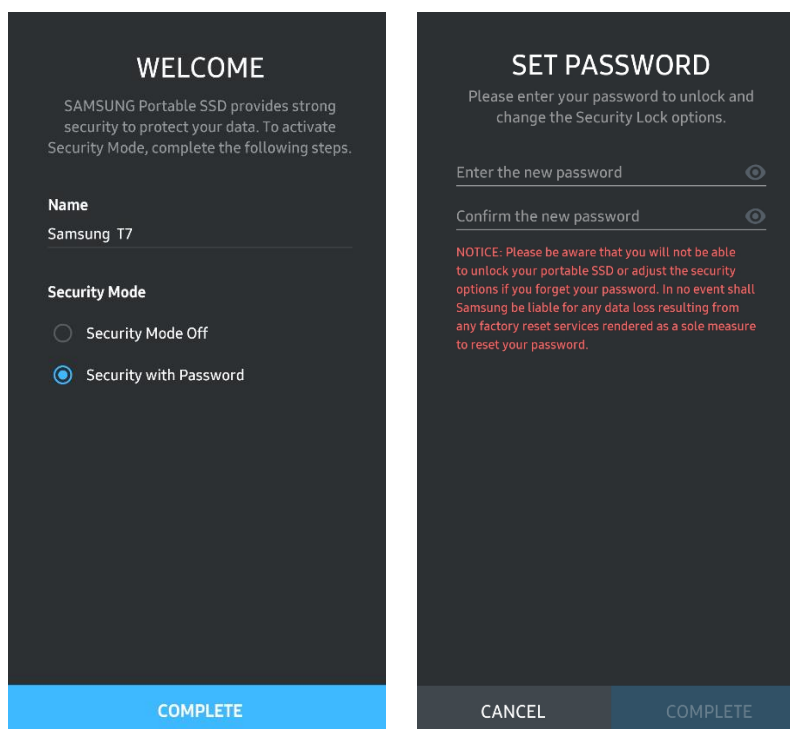 WELCOME
SAMSUNG Portable SSD provides strong
security to protect your data. To activate
Security Mode, complete the following steps.
Name
Samsung T7
Security Mode
Security Mode Off
Security with Password
COMPLETE
SET PASSWORD
Please enter your password to unlock and
change the Security Lock options.
Enter the new password
Confirm the new password
NOTICE: Please be aware that you will not be able
to unlock your portable SSD or adjust the security
options if you forget your password. In no event shall
Samsung be liable for any data loss resulting from
any factory reset services rendered as a sole measure
to reset your password.
CANCEL
COMPLETE